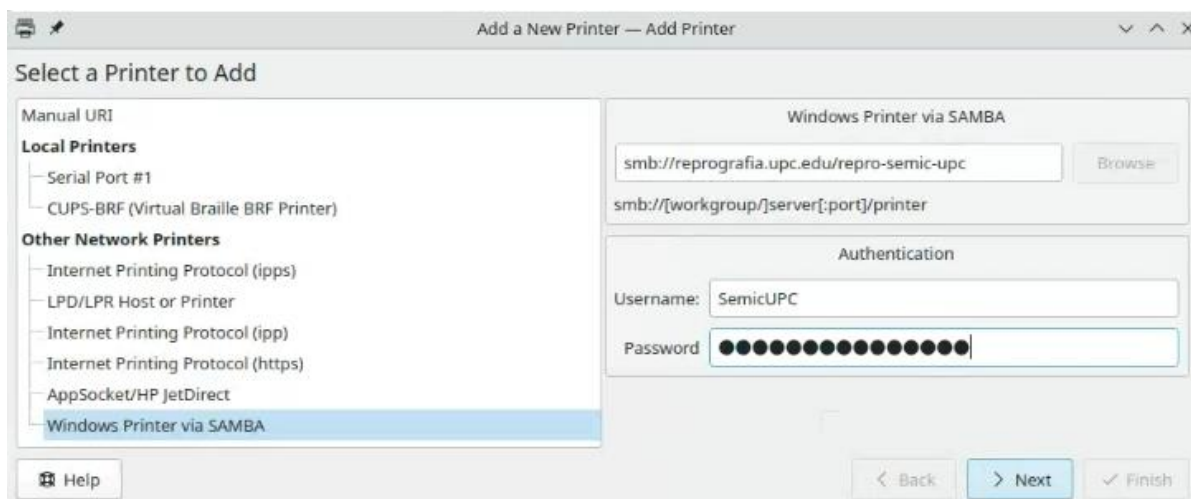 Add a New Printer — Add Printer
Select a Printer to Add
Manual URI
Local Printers
Serial Port #1
CUPS-BRF (Virtual Braille BRF Printer)
Other Network Printers
Internet Printing Protocol (ipps)
LPD/LPR Host or Printer
Internet Printing Protocol (ipp)
Internet Printing Protocol (https)
AppSocket/HP JetDirect
Windows Printer via SAMBA
Windows Printer via SAMBA
smb://reprografia.upc.edu/repro-semic-upc
Browse
smb://[workgroup/]server[:port]/printer
Authentication
Username: SemicUPC
Password ●●●●●●●●●●●●●●●
Help
Back
Next
Finish